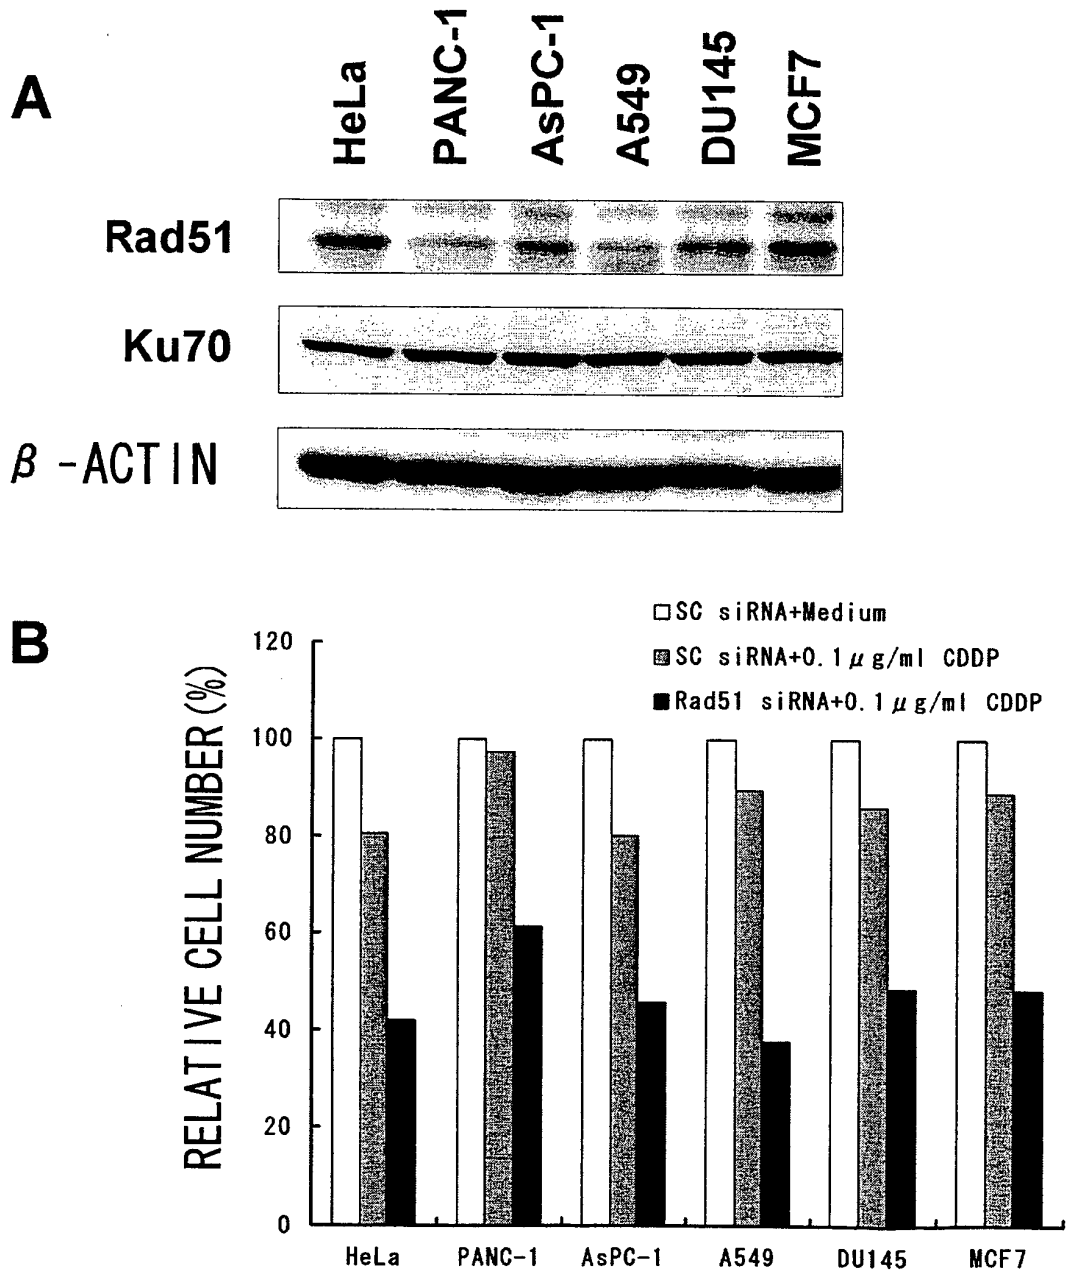 A
HeLa PANC-1 AsPC-1 A549 DU145 MCF7
Rad51
Ku70
β-ACTIN
B
SC siRNA+Medium
SC siRNA+0.1μg/ml CDDP
Rad51 siRNA+0.1μg/ml CDDP
RELATIVE CELL NUMBER(%)
120
100
80
60
40
20
0
HeLa PANC-1 AsPC-1 A549 DU145 MCF7